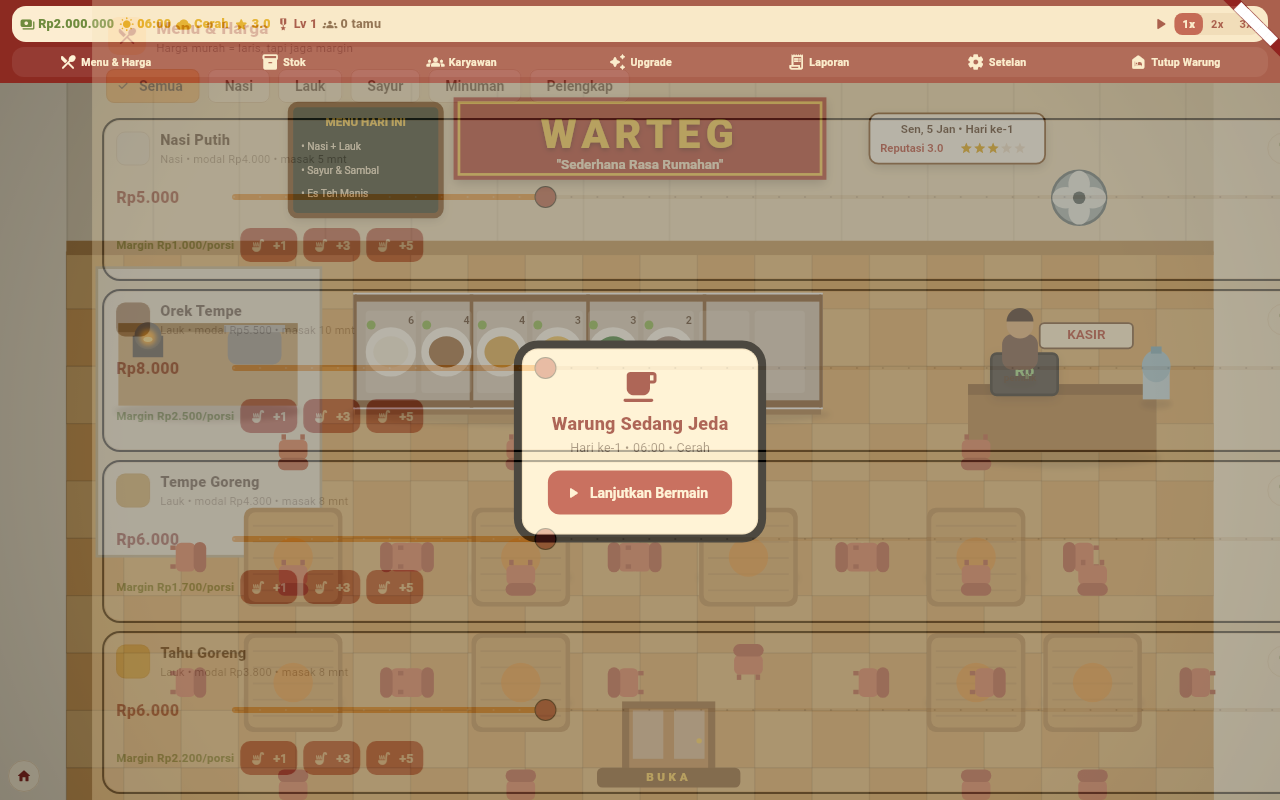 Rp2.000.000 06:00 Cerah 3.0 Lv 1 0 tamu 1x 2x
Menu & Harga
Harga murah = laris, tapi jaga margin
Menu & Harga Stok Karyawan Upgrade Laporan Setelan Tutup Warung
Semua Nasi Lauk Sayur Minuman Pelengkap
MENU HARI INI
• Nasi + Lauk
• Sayur & Sambal
• Es Teh Manis
WARTEG
"Sederhana Rasa Rumahan"
Sen, 5 Jan • Hari ke-1
Reputasi 3.0
Nasi Putih
Nasi • modal Rp4.000 • masak 5 mnt
Rp5.000
Margin Rp1.000/porsi +1 +3 +5
Orek Tempe
Lauk • modal Rp5.500 • masak 10 mnt
Rp8.000
Margin Rp2.500/porsi +1 +3 +5
6 4 4 3 3 2
KASIR
Rp
Warung Sedang Jeda
Hari ke-1 • 06:00 • Cerah
Lanjutkan Bermain
Tempe Goreng
Lauk • modal Rp4.300 • masak 8 mnt
Rp6.000
Margin Rp1.700/porsi +1 +3 +5
Tahu Goreng
Lauk • modal Rp3.800 • masak 8 mnt
Rp6.000
Margin Rp2.200/porsi +1 +3 +5
BUKA